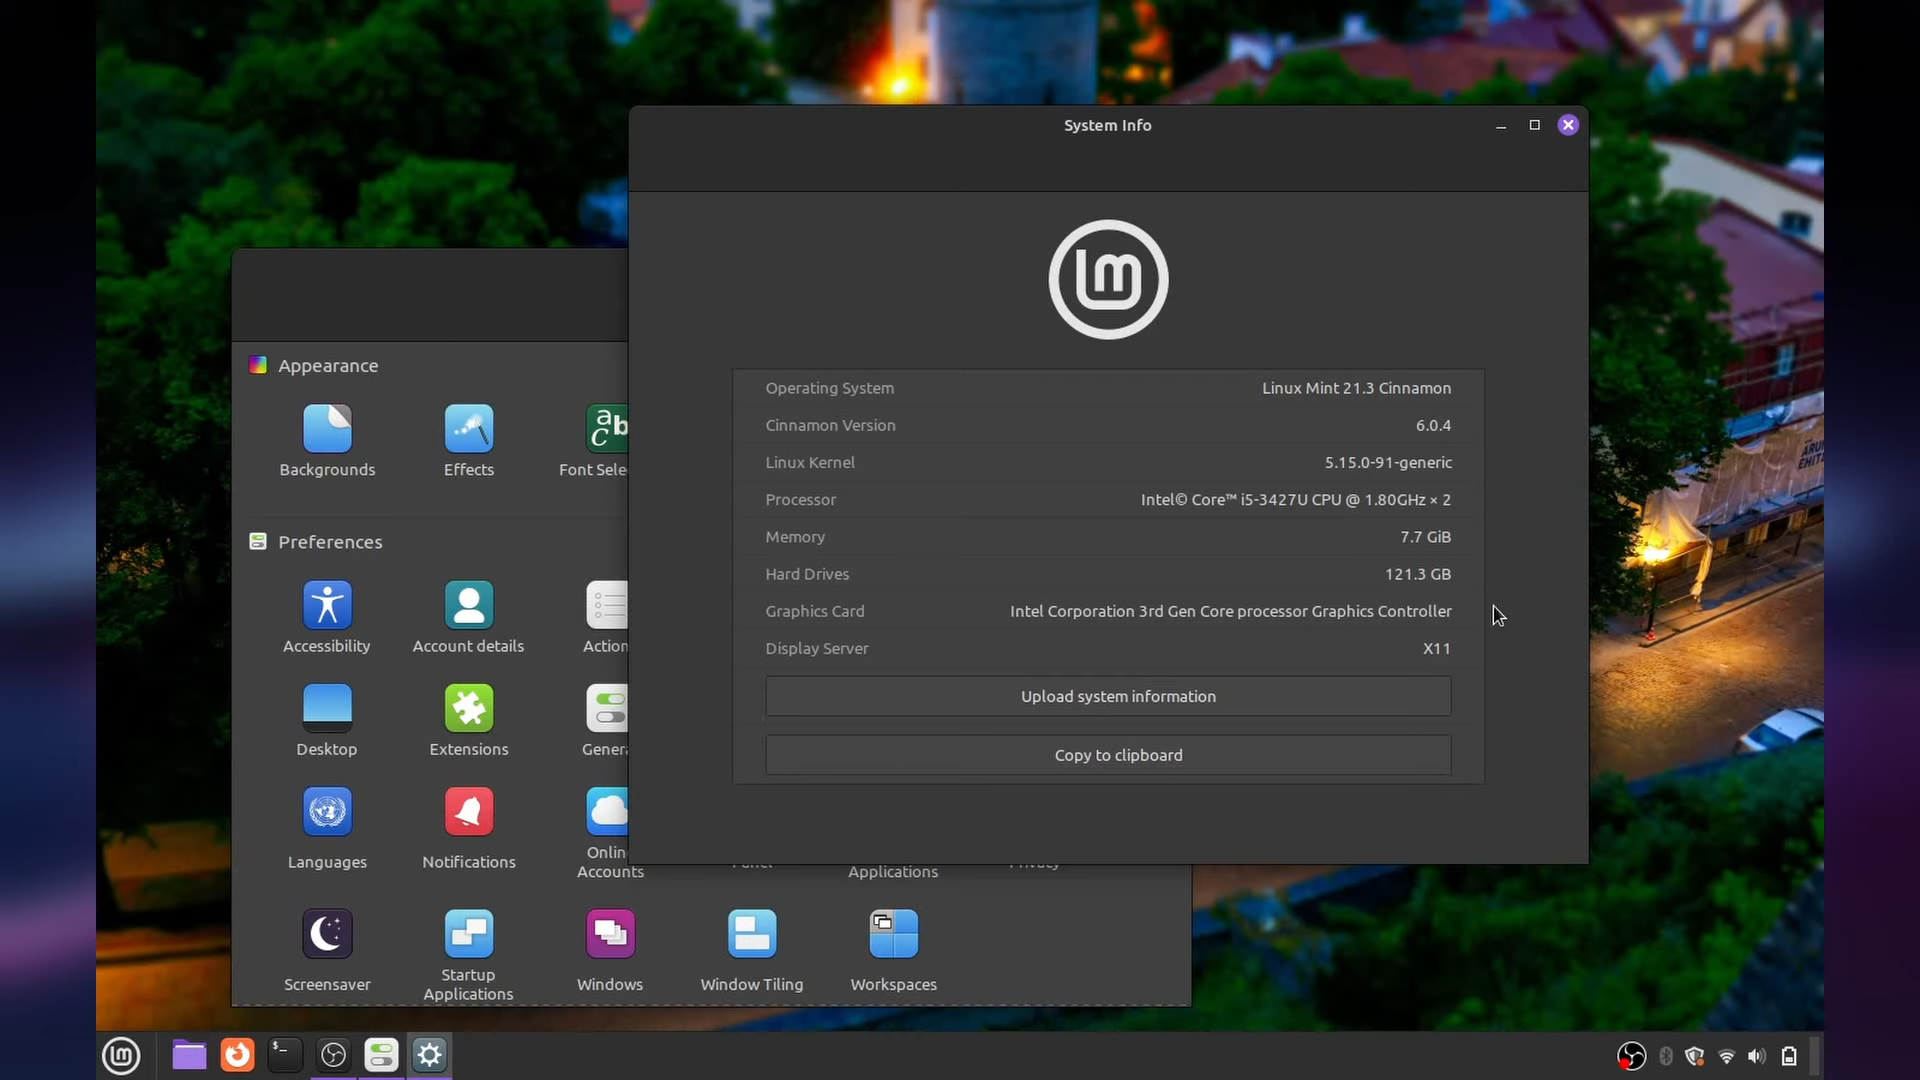 System Info
Operating System Linux Mint 21.3 Cinnamon
Cinnamon Version 6.0.4
Linux Kernel 5.15.0-91-generic
Processor Intel© Core™ i5-3427U CPU @ 1.80GHz × 2
Memory 7.7 GiB
Hard Drives 121.3 GB
Graphics Card Intel Corporation 3rd Gen Core processor Graphics Controller
Display Server X11
Upload system information
Copy to clipboard
Appearance
Backgrounds Effects Font Sele
Preferences
Accessibility Account details Action
Desktop Extensions Genera
Languages Notifications Onlin
Accounts
Panel
Applications
Privacy
Screensaver Startup
Applications
Windows Window Tiling Workspaces